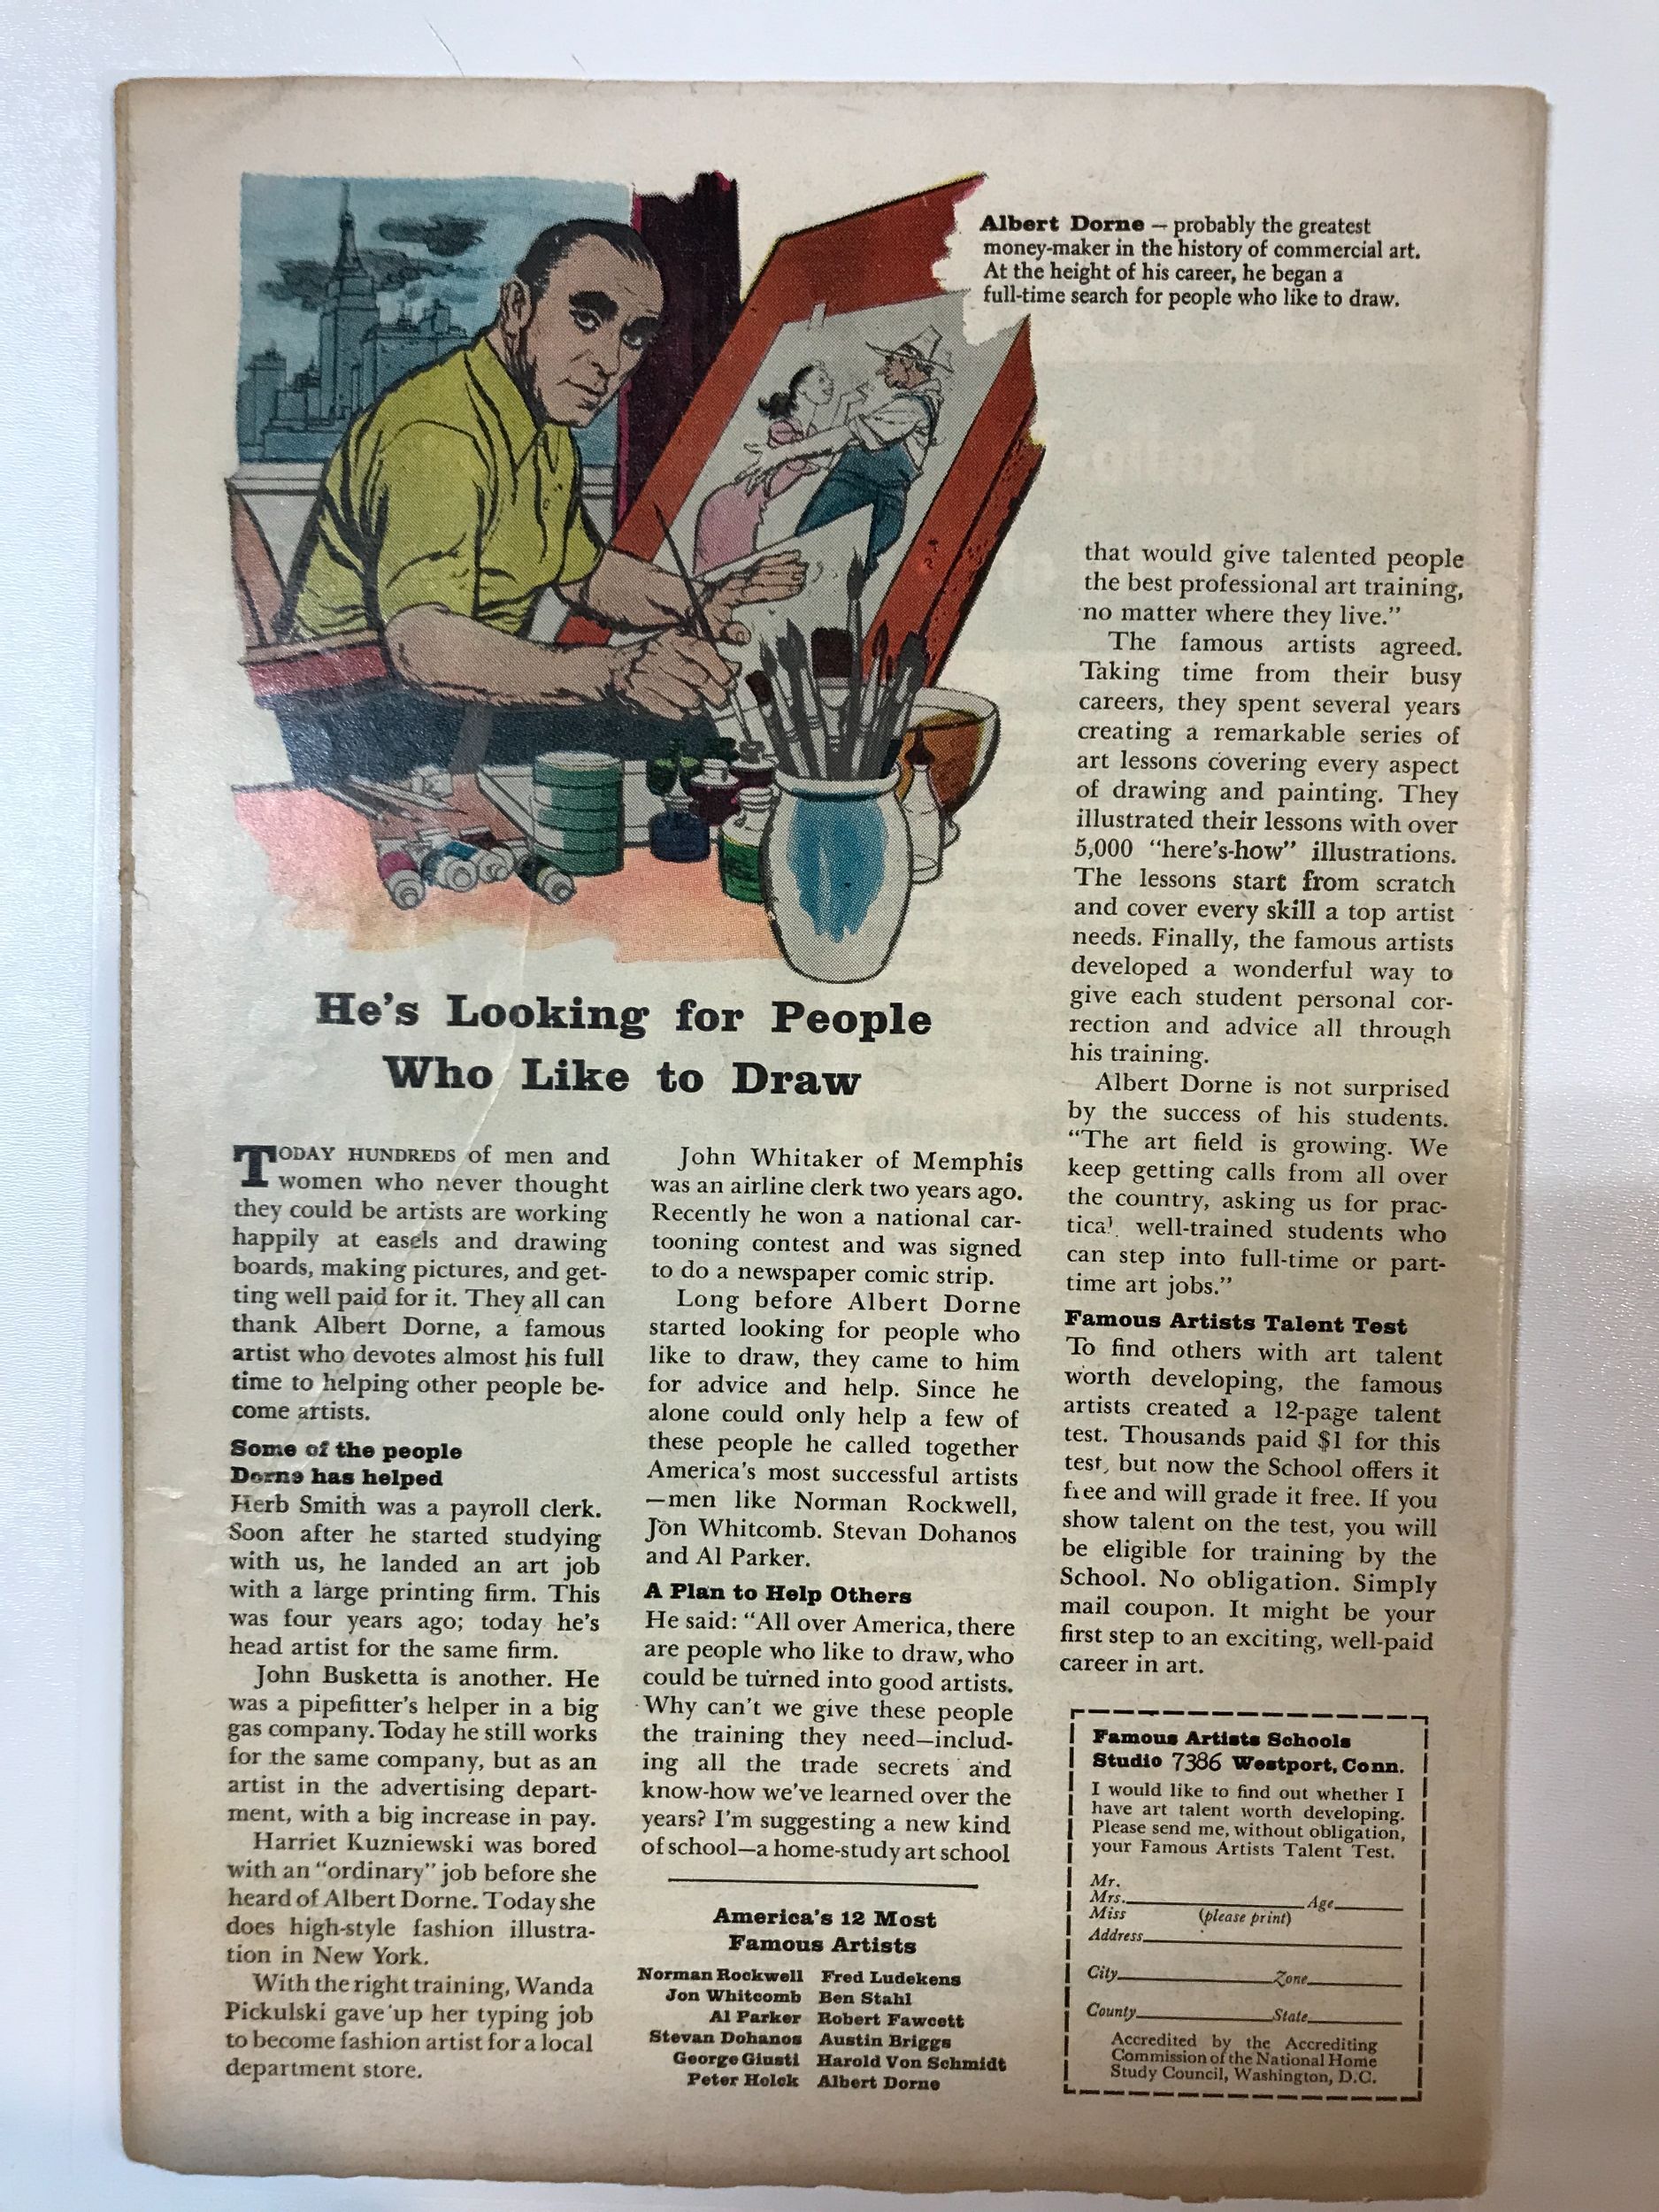 Albert Dorne — probably the greatest
money-maker in the history of commercial art.
At the height of his career, he began a
full-time search for people who like to draw.
He's Looking for People
Who Like to Draw
TODAY HUNDREDS of men and
women who never thought
they could be artists are working
happily at easels and drawing
boards, making pictures, and get-
ting well paid for it. They all can
thank Albert Dorne, a famous
artist who devotes almost his full
time to helping other people be-
come artists.
Some of the people
Dorne has helped
Herb Smith was a payroll clerk.
Soon after he started studying
with us, he landed an art job
with a large printing firm. This
was four years ago; today he's
head artist for the same firm.
John Busketta is another. He
was a pipefitter's helper in a big
gas company. Today he still works
for the same company, but as an
artist in the advertising depart-
ment, with a big increase in pay.
Harriet Kuzniewski was bored
with an "ordinary" job before she
heard of Albert Dorne. Today she
does high-style fashion illustra-
tion in New York.
With the right training, Wanda
Pickulski gave up her typing job
to become fashion artist for a local
department store.
John Whitaker of Memphis
was an airline clerk two years ago.
Recently he won a national car-
tooning contest and was signed
to do a newspaper comic strip.
Long before Albert Dorne
started looking for people who
like to draw, they came to him
for advice and help. Since he
alone could only help a few of
these people he called together
America's most successful artists
—men like Norman Rockwell,
Jon Whitcomb. Stevan Dohanos
and Al Parker.
A Plan to Help Others
He said: "All over America, there
are people who like to draw, who
could be turned into good artists.
Why can't we give these people
the training they need—includ-
ing all the trade secrets and
know-how we've learned over the
years? I'm suggesting a new kind
of school—a home-study art school
that would give talented people
the best professional art training,
no matter where they live."
The famous artists agreed.
Taking time from their busy
careers, they spent several years
creating a remarkable series of
art lessons covering every aspect
of drawing and painting. They
illustrated their lessons with over
5,000 "here's-how" illustrations.
The lessons start from scratch
and cover every skill a top artist
needs. Finally, the famous artists
developed a wonderful way to
give each student personal cor-
rection and advice all through
his training.
Albert Dorne is not surprised
by the success of his students.
"The art field is growing. We
keep getting calls from all over
the country, asking us for prac-
tical, well-trained students who
can step into full-time or part-
time art jobs."
Famous Artists Talent Test
To find others with art talent
worth developing, the famous
artists created a 12-page talent
test. Thousands paid $1 for this
test, but now the School offers it
free and will grade it free. If you
show talent on the test, you will
be eligible for training by the
School. No obligation. Simply
mail coupon. It might be your
first step to an exciting, well-paid
career in art.
America's 12 Most
Famous Artists
Norman Rockwell Fred Ludekens
Jon Whitcomb Ben Stahl
Al Parker Robert Fawcett
Stevan Dohanos Austin Briggs
George Giusti Harold Von Schmidt
Peter Helck Albert Dorne
Famous Artists Schools
Studio 7386 Westport, Conn.
I would like to find out whether I
have art talent worth developing.
Please send me, without obligation,
your Famous Artists Talent Test.
Mr.
Mrs. Age
Miss (please print)
Address
City Zone
County State
Accredited by the Accrediting
Commission of the National Home
Study Council, Washington, D.C.